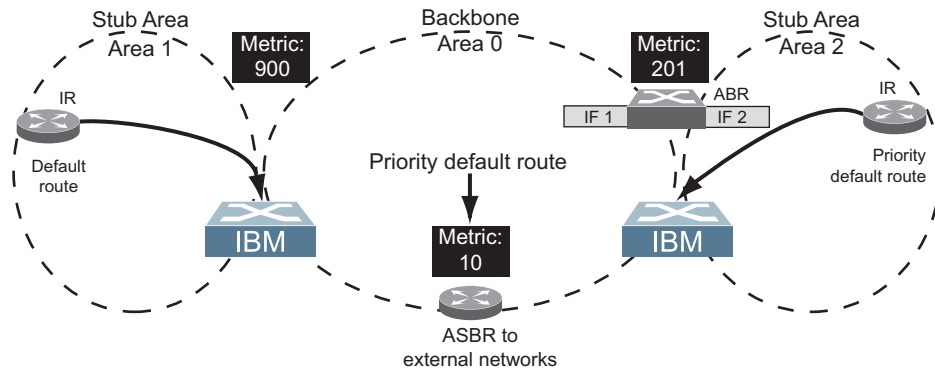 Stub Area
Area 1
Backbone
Area 0
Stub Area
Area 2
Metric:
900
Metric:
201
IR
ABR
IF 1
IF 2
IR
Default
route
Priority default route
Priority
default route
IBM
Metric:
10
IBM
ASBR to
external networks